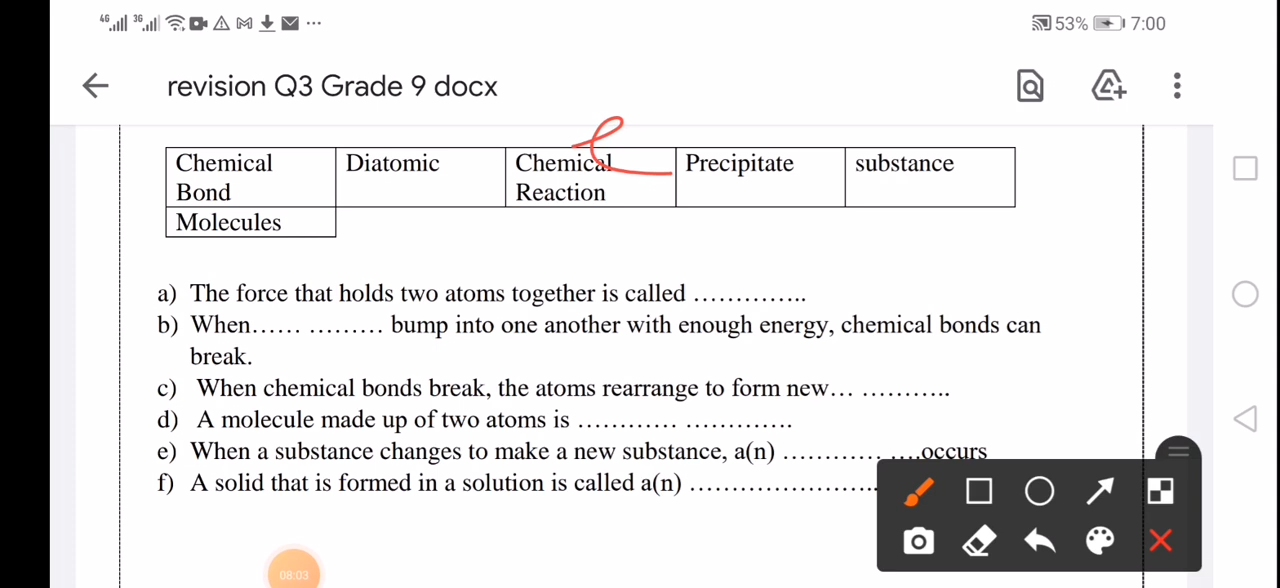 4G 3G 53% 7:00
revision Q3 Grade 9 docx
Chemical Bond
Diatomic
Chemical Reaction
Precipitate
substance
Molecules
a) The force that holds two atoms together is called …………..
b) When…… ……… bump into one another with enough energy, chemical bonds can
break.
c) When chemical bonds break, the atoms rearrange to form new… ………..
d) A molecule made up of two atoms is ………… ………….
e) When a substance changes to make a new substance, a(n) ………… ….occurs
f) A solid that is formed in a solution is called a(n) ……………………..
08:03